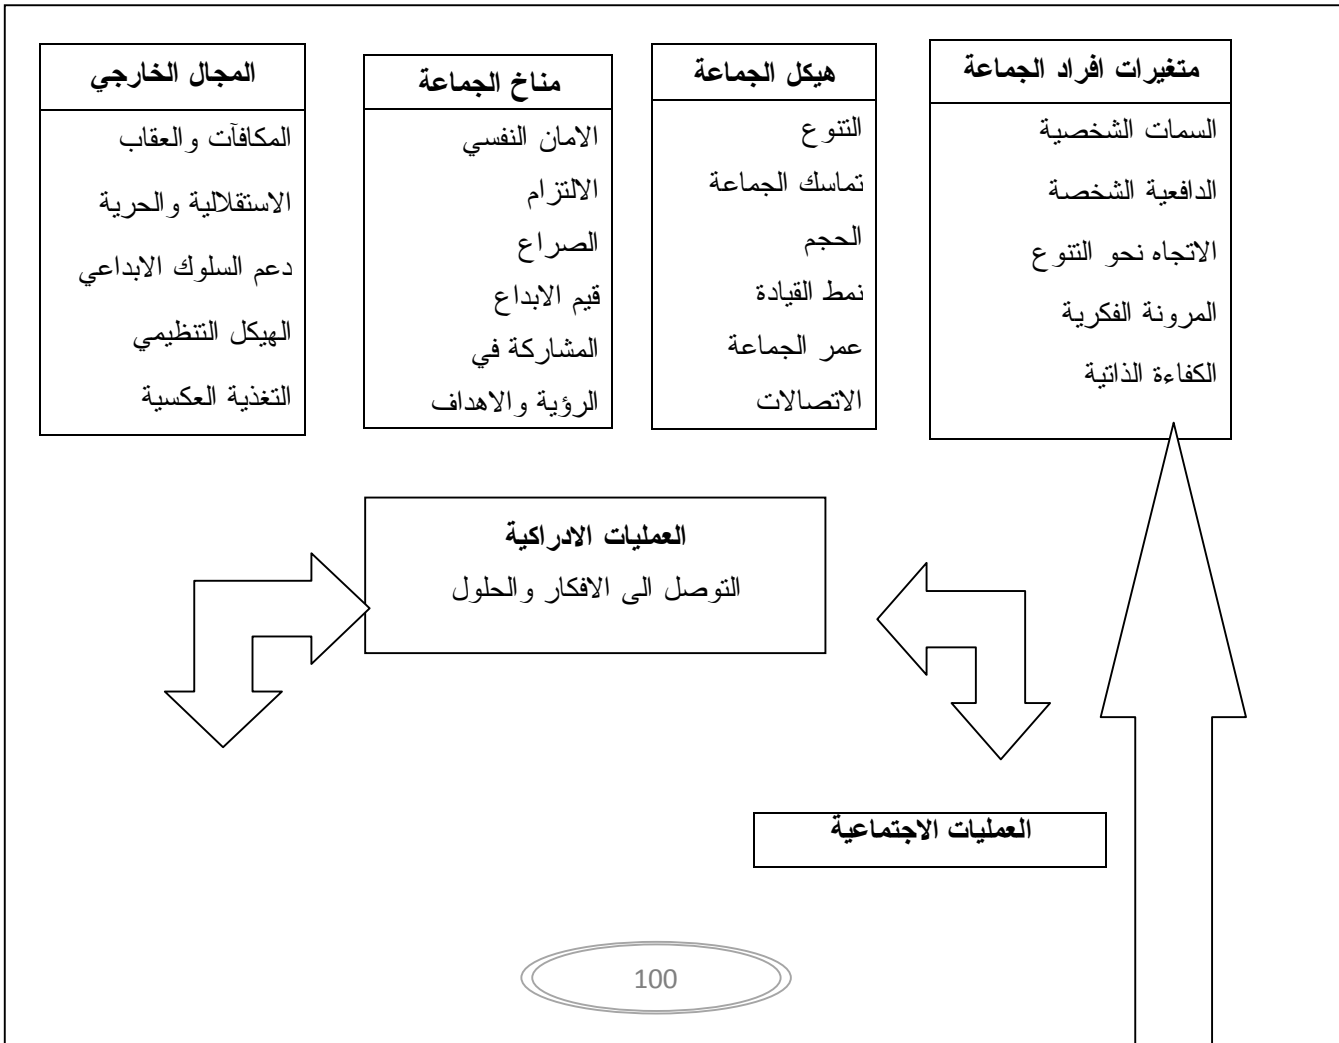 متغيرات افراد الجماعة
السمات الشخصية
الدافعية الشخصة
الاتجاه نحو التنوع
المرونة الفكرية
الكفاءة الذاتية
هيكل الجماعة
التنوع
تماسك الجماعة
الحجم
نمط القيادة
عمر الجماعة
الاتصالات
مناخ الجماعة
الامان النفسي
الالتزام
الصراع
قيم الابداع
المشاركة في
الرؤية والاهداف
المجال الخارجي
المكافآت والعقاب
الاستقلالية والحرية
دعم السلوك الابداعي
الهيكل التنظيمي
التغذية العكسية
العمليات الادراكية
التوصل الى الافكار والحلول
العمليات الاجتماعية
100